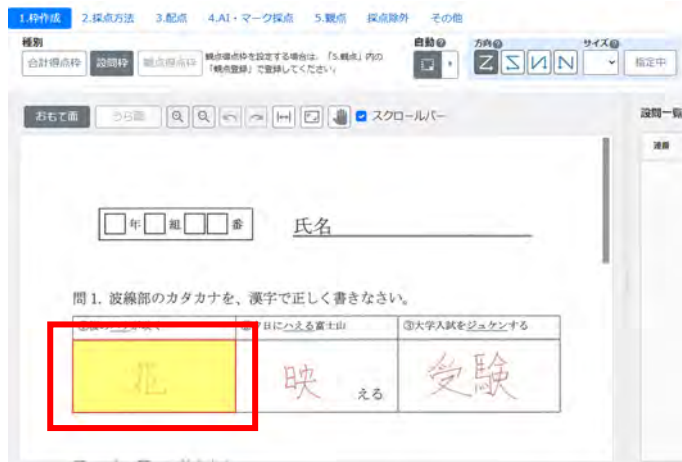 1.枠作成 2.採点方法 3.配点 4.AI・マーク採点 5.観点 採点除外 その他
種別 自動 方向 サイズ
合計得点枠 設問枠 観点得点枠 観点得点枠を設定する場合は、「5.観点」内の
「観点登録」で登録してください。 指定中
おもて面 うら面 スクロールバー 設問一覧
年 組 番 氏名
問1. 波線部のカタカナを、漢字で正しく書きなさい。
日にハえる富士山 ③大学入試をジュケンする
映 える 受験